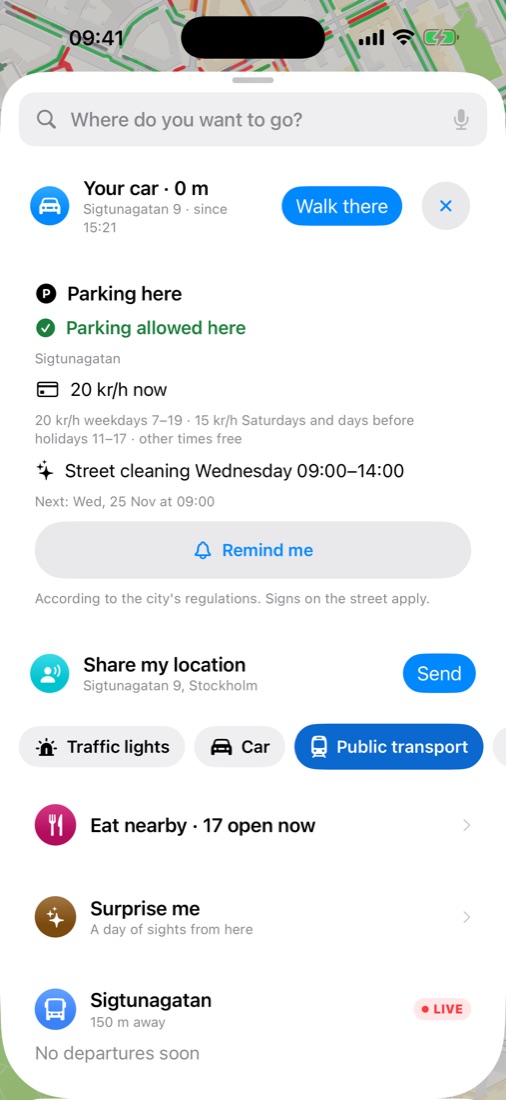 09:41
Where do you want to go?
Your car · 0 m
Sigtunagatan 9 · since
15:21
Walk there
P Parking here
Parking allowed here
Sigtunagatan
20 kr/h now
20 kr/h weekdays 7–19 · 15 kr/h Saturdays and days before
holidays 11–17 · other times free
Street cleaning Wednesday 09:00–14:00
Next: Wed, 25 Nov at 09:00
Remind me
According to the city's regulations. Signs on the street apply.
Share my location
Sigtunagatan 9, Stockholm
Send
Traffic lights
Car
Public transport
Eat nearby · 17 open now
Surprise me
A day of sights from here
Sigtunagatan
150 m away
LIVE
No departures soon